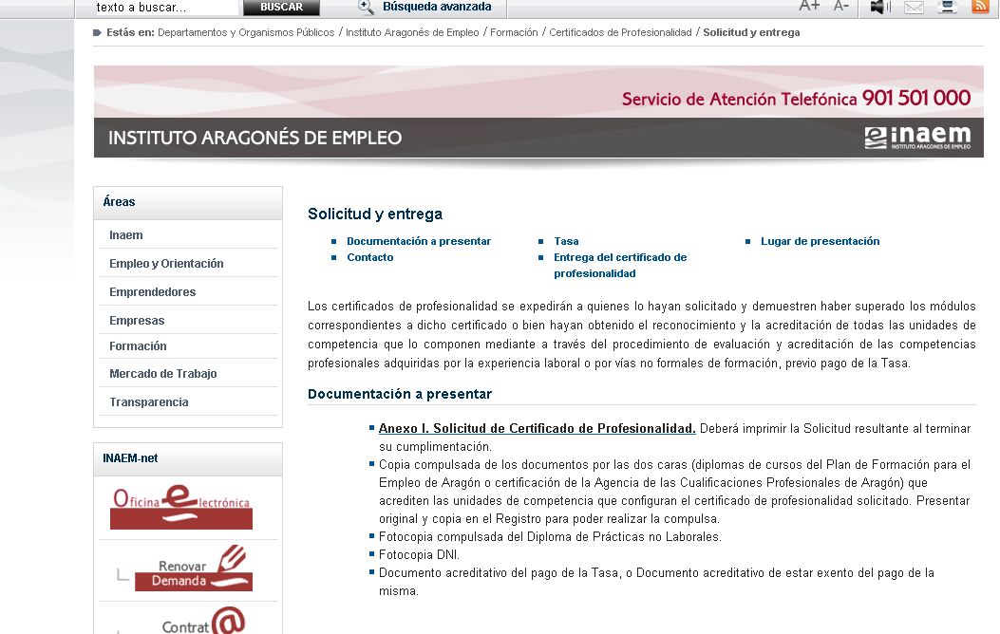 texto a buscar...
BUSCAR
Búsqueda avanzada
A+ A-
Estás en: Departamentos y Organismos Públicos / Instituto Aragonés de Empleo / Formación / Certificados de Profesionalidad / Solicitud y entrega
Servicio de Atención Telefónica 901 501 000
INSTITUTO ARAGONÉS DE EMPLEO
inaem
INSTITUTO ARAGONES DE EMPLEO
Áreas
Inaem
Empleo y Orientación
Emprendedores
Empresas
Formación
Mercado de Trabajo
Transparencia
INAEM-net
Oficina electrónica
Renovar
Demanda
Contrat@
Solicitud y entrega
Documentación a presentar
Tasa
Lugar de presentación
Contacto
Entrega del certificado de
profesionalidad
Los certificados de profesionalidad se expedirán a quienes lo hayan solicitado y demuestren haber superado los módulos
correspondientes a dicho certificado o bien hayan obtenido el reconocimiento y la acreditación de todas las unidades de
competencia que lo componen mediante a través del procedimiento de evaluación y acreditación de las competencias
profesionales adquiridas por la experiencia laboral o por vías no formales de formación, previo pago de la Tasa.
Documentación a presentar
Anexo I. Solicitud de Certificado de Profesionalidad. Deberá imprimir la Solicitud resultante al terminar
su cumplimentación.
Copia compulsada de los documentos por las dos caras (diplomas de cursos del Plan de Formación para el
Empleo de Aragón o certificación de la Agencia de las Cualificaciones Profesionales de Aragón) que
acrediten las unidades de competencia que configuran el certificado de profesionalidad solicitado. Presentar
original y copia en el Registro para poder realizar la compulsa.
Fotocopia compulsada del Diploma de Prácticas no Laborales.
Fotocopia DNI.
Documento acreditativo del pago de la Tasa, o Documento acreditativo de estar exento del pago de la
misma.